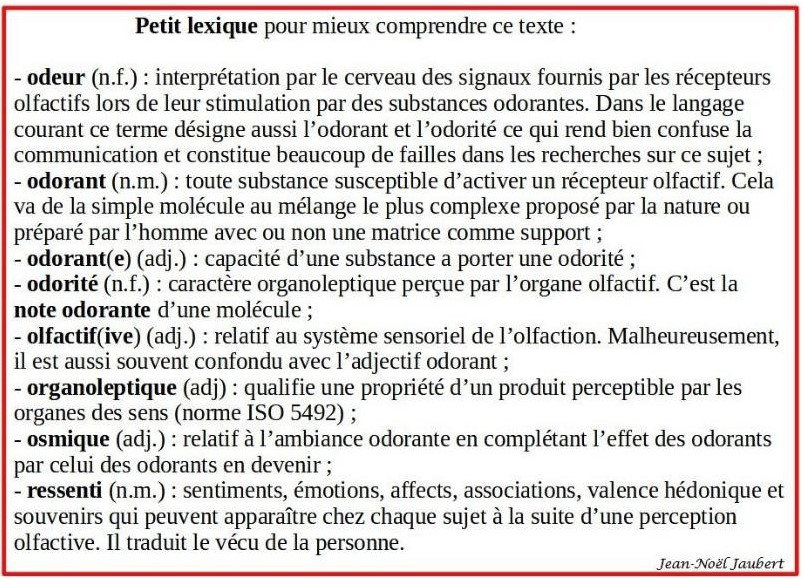 Petit lexique pour mieux comprendre ce texte :
- odeur (n.f.) : interprétation par le cerveau des signaux fournis par les récepteurs
olfactifs lors de leur stimulation par des substances odorantes. Dans le langage
courant ce terme désigne aussi l’odorant et l’odorité ce qui rend bien confuse la
communication et constitue beaucoup de failles dans les recherches sur ce sujet ;
- odorant (n.m.) : toute substance susceptible d’activer un récepteur olfactif. Cela
va de la simple molécule au mélange le plus complexe proposé par la nature ou
préparé par l’homme avec ou non une matrice comme support ;
- odorant(e) (adj.) : capacité d’une substance a porter une odorité ;
- odorité (n.f.) : caractère organoleptique perçue par l’organe olfactif. C’est la
note odorante d’une molécule ;
- olfactif(ive) (adj.) : relatif au système sensoriel de l’olfaction. Malheureusement,
il est aussi souvent confondu avec l’adjectif odorant ;
- organoleptique (adj) : qualifie une propriété d’un produit perceptible par les
organes des sens (norme ISO 5492) ;
- osmique (adj.) : relatif à l’ambiance odorante en complétant l’effet des odorants
par celui des odorants en devenir ;
- ressenti (n.m.) : sentiments, émotions, affects, associations, valence hédonique et
souvenirs qui peuvent apparaître chez chaque sujet à la suite d’une perception
olfactive. Il traduit le vécu de la personne.
Jean-Noël Jaubert